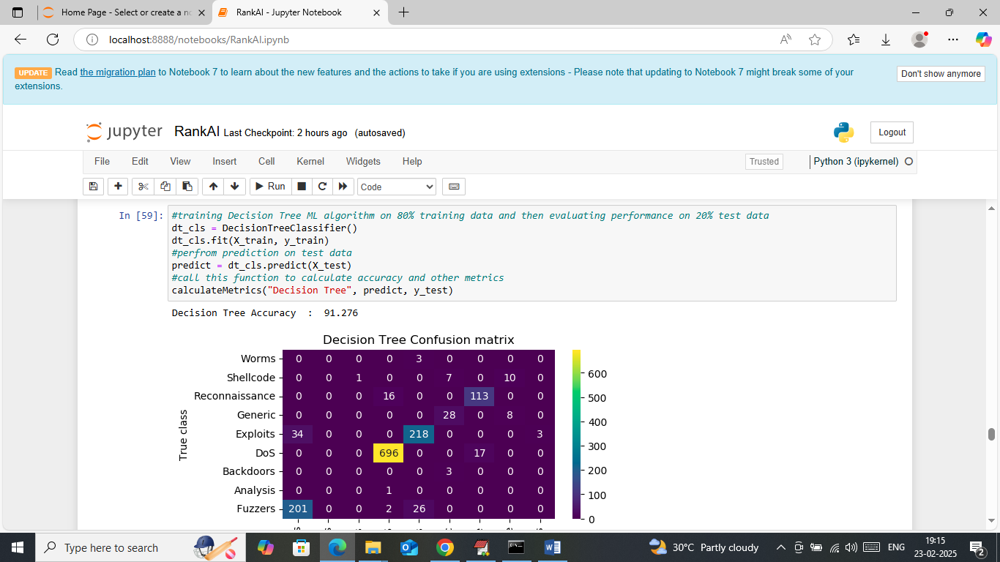 Home Page - Select or create a no
RankAI - Jupyter Notebook
localhost:8888/notebooks/RankAI.ipynb
UPDATE Read the migration plan to Notebook 7 to learn about the new features and the actions to take if you are using extensions - Please note that updating to Notebook 7 might break some of your
extensions.
Don't show anymore
jupyter RankAI Last Checkpoint: 2 hours ago (autosaved)
Logout
File Edit View Insert Cell Kernel Widgets Help
Trusted
Python 3 (ipykernel)
Run
Code
In [59]: #training Decision Tree ML algorithm on 80% training data and then evaluating performance on 20% test data
dt_cls = DecisionTreeClassifier()
dt_cls.fit(X_train, y_train)
#perfrom prediction on test data
predict = dt_cls.predict(X_test)
#call this function to calculate accuracy and other metrics
calculateMetrics("Decision Tree", predict, y_test)
Decision Tree Accuracy : 91.276
Decision Tree Confusion matrix
Worms 0 0 0 0 3 0 0 0 0
Shellcode 0 0 1 0 0 7 0 10 0
Reconnaissance 0 0 0 16 0 0 113 0 0
Generic 0 0 0 0 0 28 0 8 0
Exploits 34 0 0 0 218 0 0 0 3
DoS 0 0 0 696 0 0 17 0 0
Backdoors 0 0 0 0 0 3 0 0 0
Analysis 0 0 0 1 0 0 0 0 0
Fuzzers 201 0 0 2 26 0 0 0 0
True class
600
500
400
300
200
100
0
Type here to search
30°C Partly cloudy
ENG
19:15
23-02-2025
2